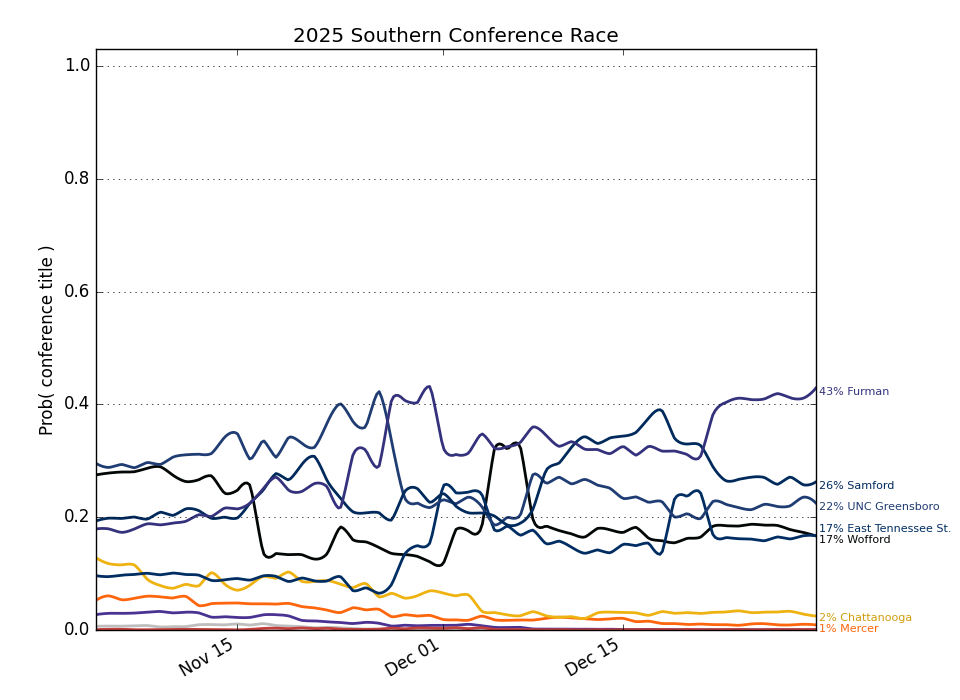 2025 Southern Conference Race
Prob( conference title )
1.0
0.8
0.6
0.4
0.2
0.0
Nov 15
Dec 01
Dec 15
43% Furman
26% Samford
22% UNC Greensboro
17% East Tennessee St.
17% Wofford
2% Chattanooga
1% Mercer